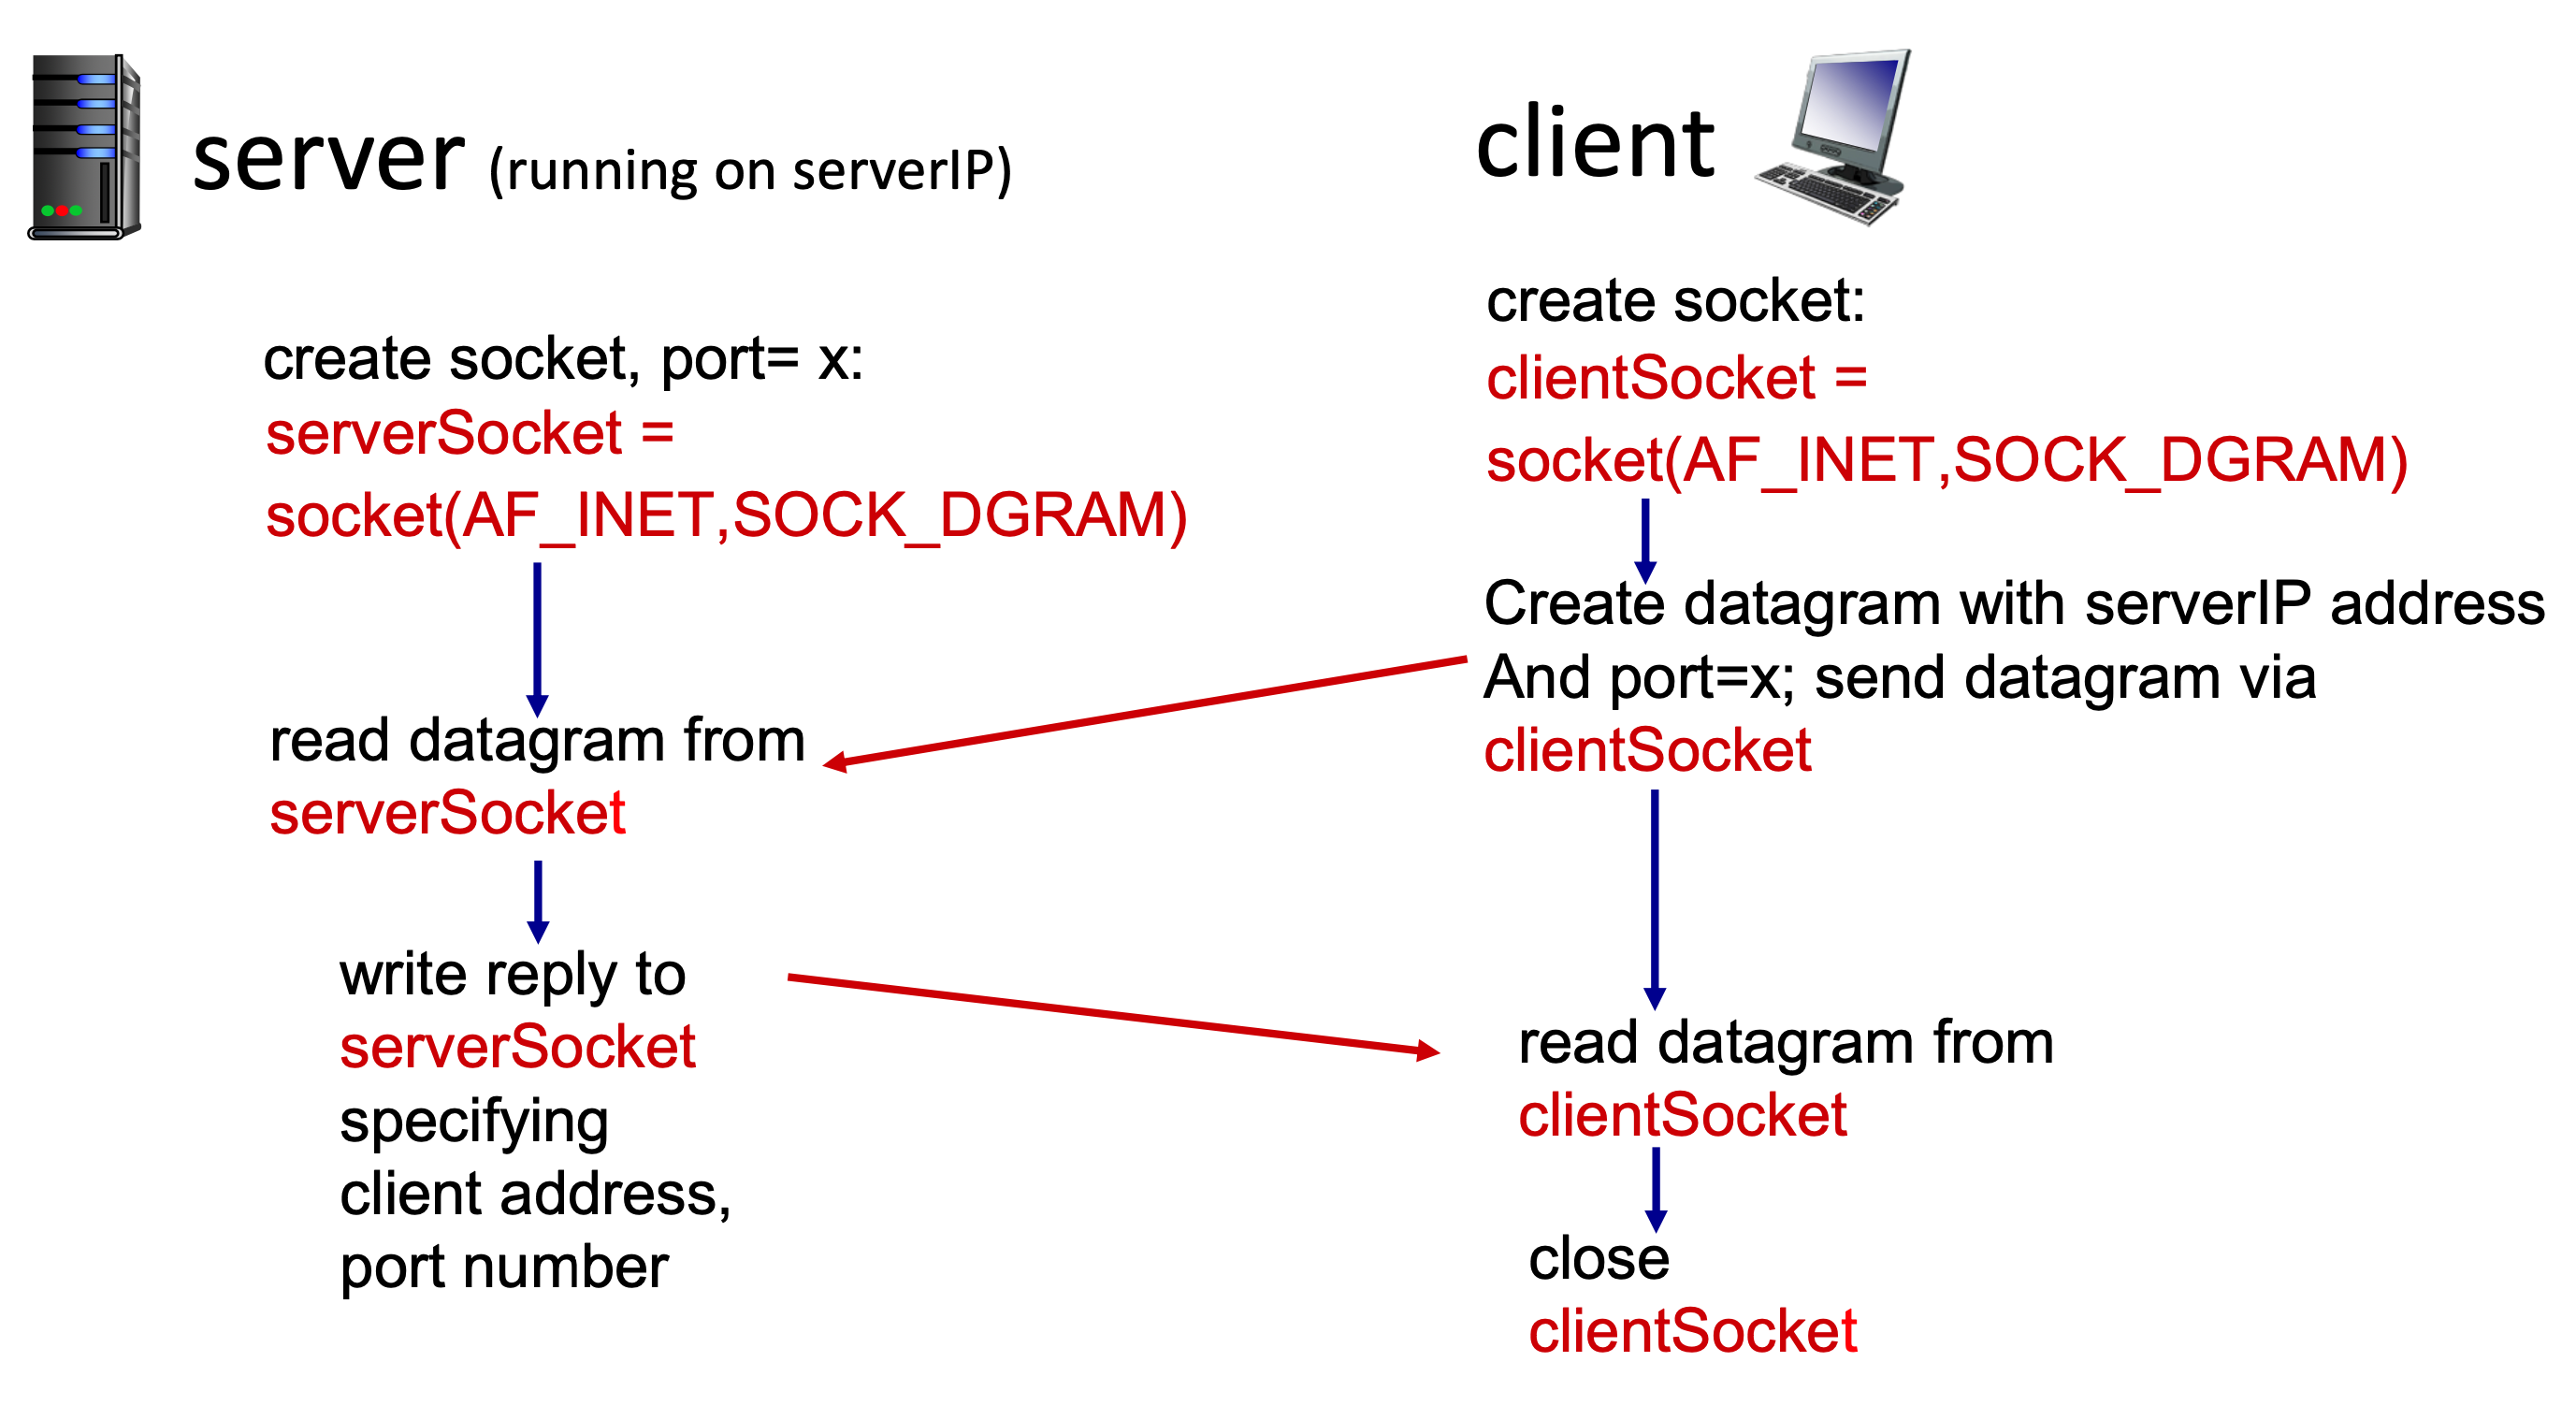 server (running on serverIP)
create socket, port= x:
serverSocket =
socket(AF_INET,SOCK_DGRAM)
read datagram from
serverSocket
write reply to
serverSocket
specifying
client address,
port number
client
create socket:
clientSocket =
socket(AF_INET,SOCK_DGRAM)
Create datagram with serverIP address
And port=x; send datagram via
clientSocket
read datagram from
clientSocket
close
clientSocket